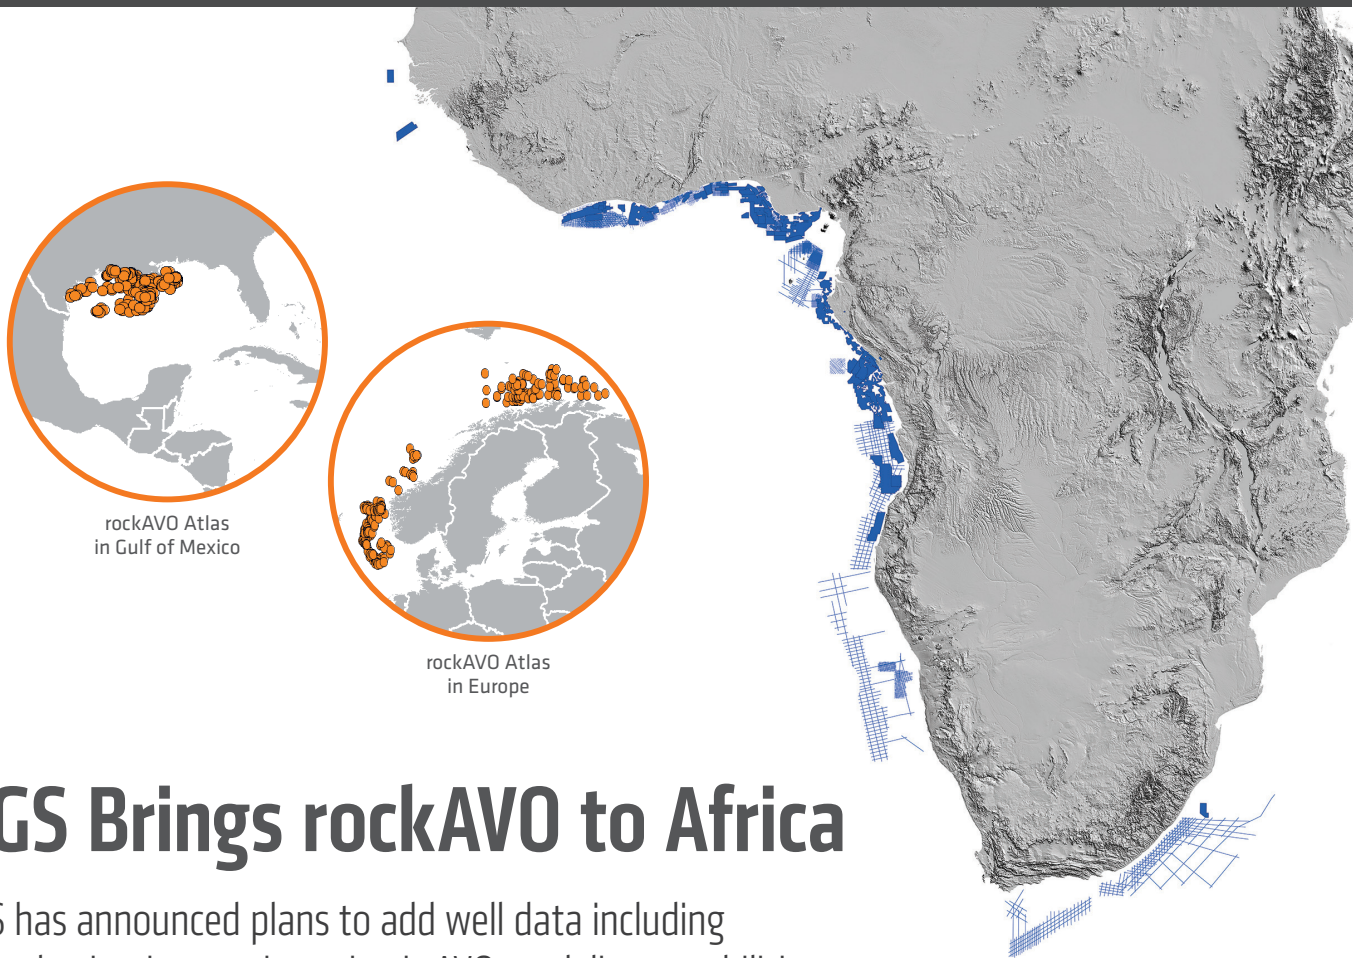 rockAVO Atlas
in Gulf of Mexico
rockAVO Atlas
in Europe
GS Brings rockAVO to Africa
has announced plans to add well data including